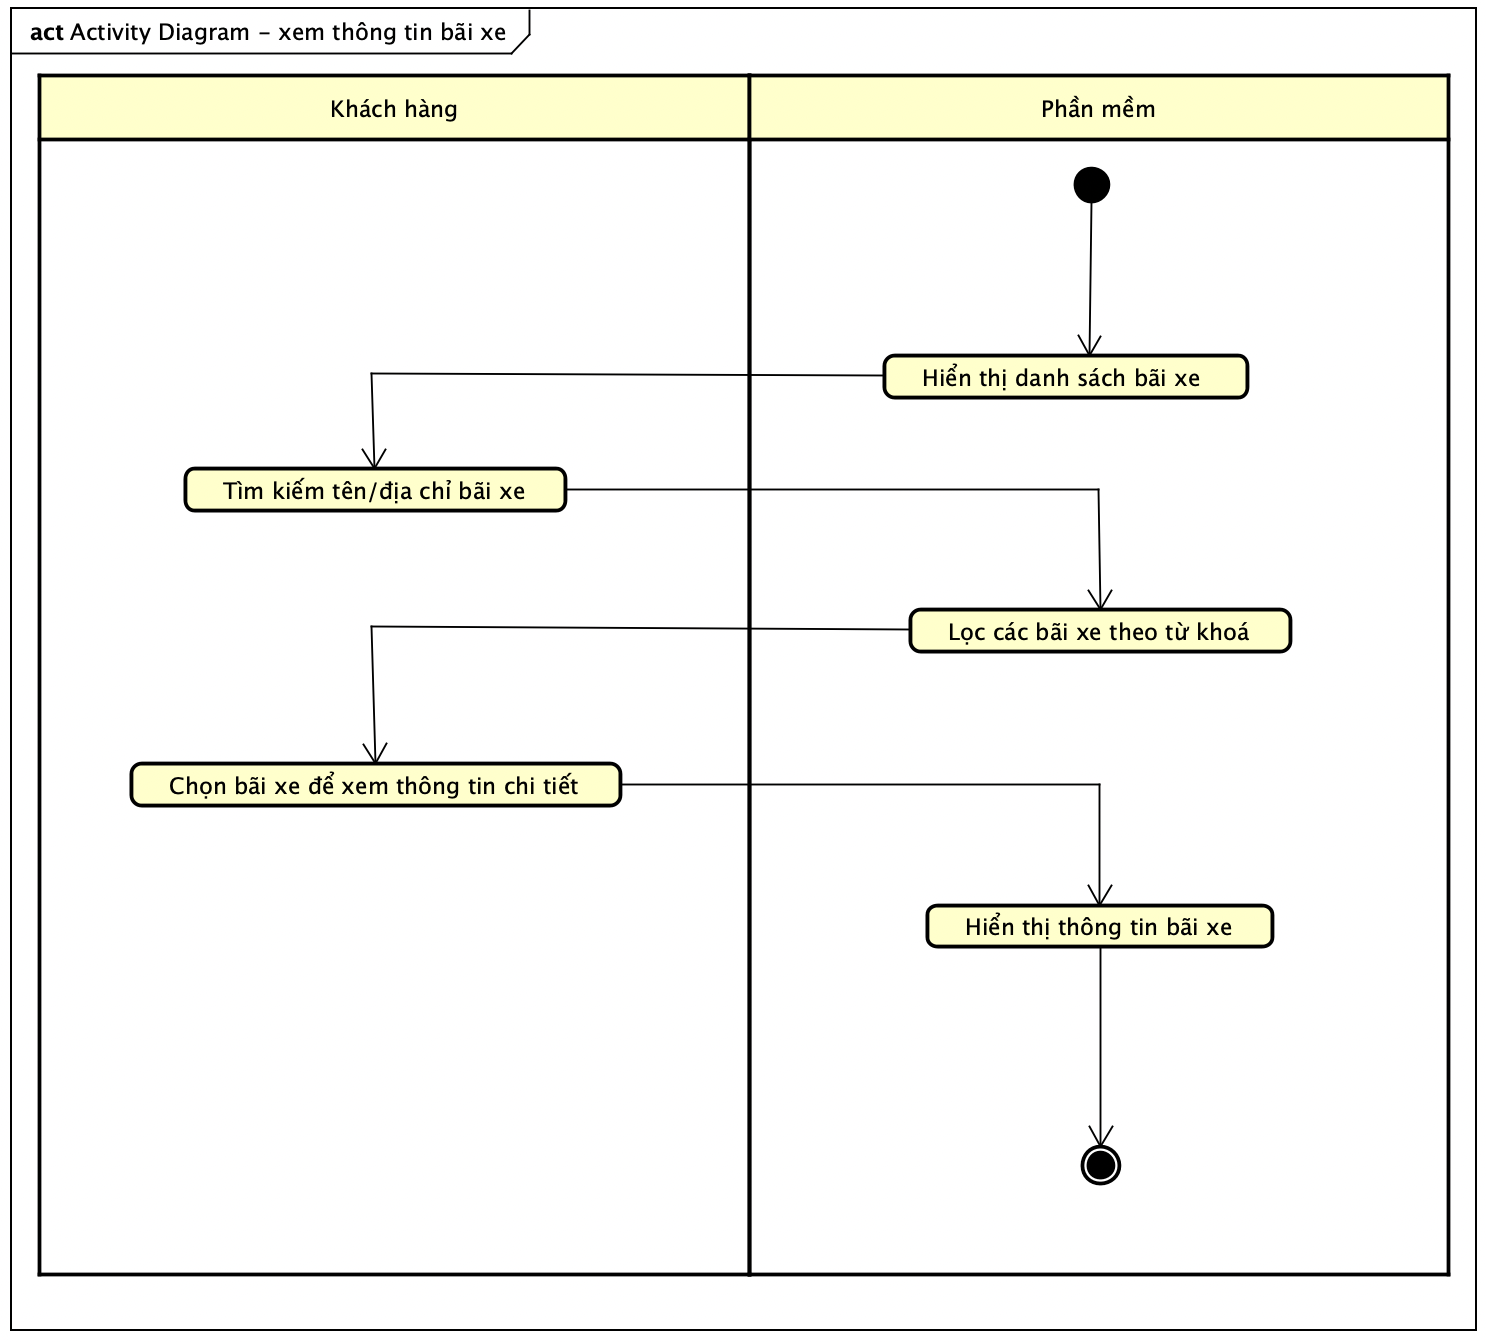 act Activity Diagram - xem thông tin bãi xe
Khách hàng
Phần mềm
Hiển thị danh sách bãi xe
Tìm kiếm tên/địa chỉ bãi xe
Lọc các bãi xe theo từ khoá
Chọn bãi xe để xem thông tin chi tiết
Hiển thị thông tin bãi xe